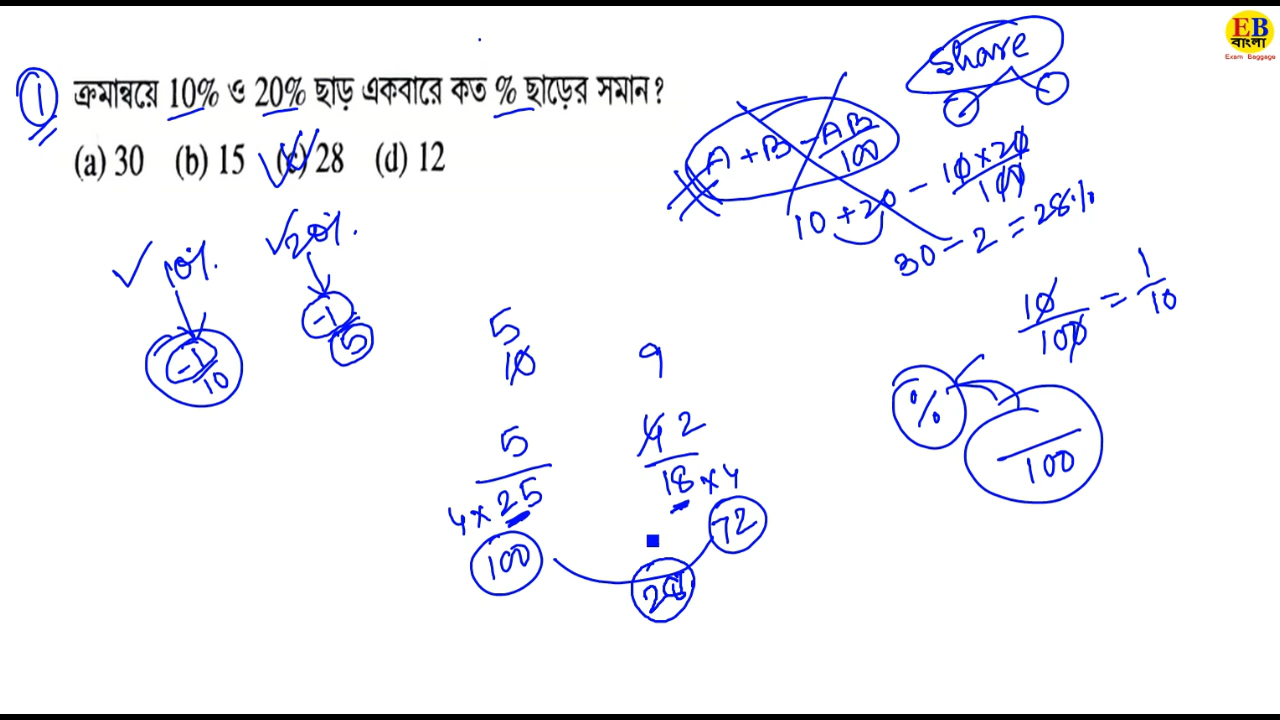 EB
বাংলা
Exam Baggage
Share
1 ক্রমান্বয়ে 10% ও 20% ছাড় একবারে কত % ছাড়ের সমান?
(a) 30 (b) 15 (c) 28 (d) 12
A + B - AB/100
10 + 20 - 10×20/100
30 - 2 = 28%
10% 20%
-1/10 -1/5
10/100 = 1/10
5
10 9
5 4 2
4×25 18×4
100 72
28
% /100